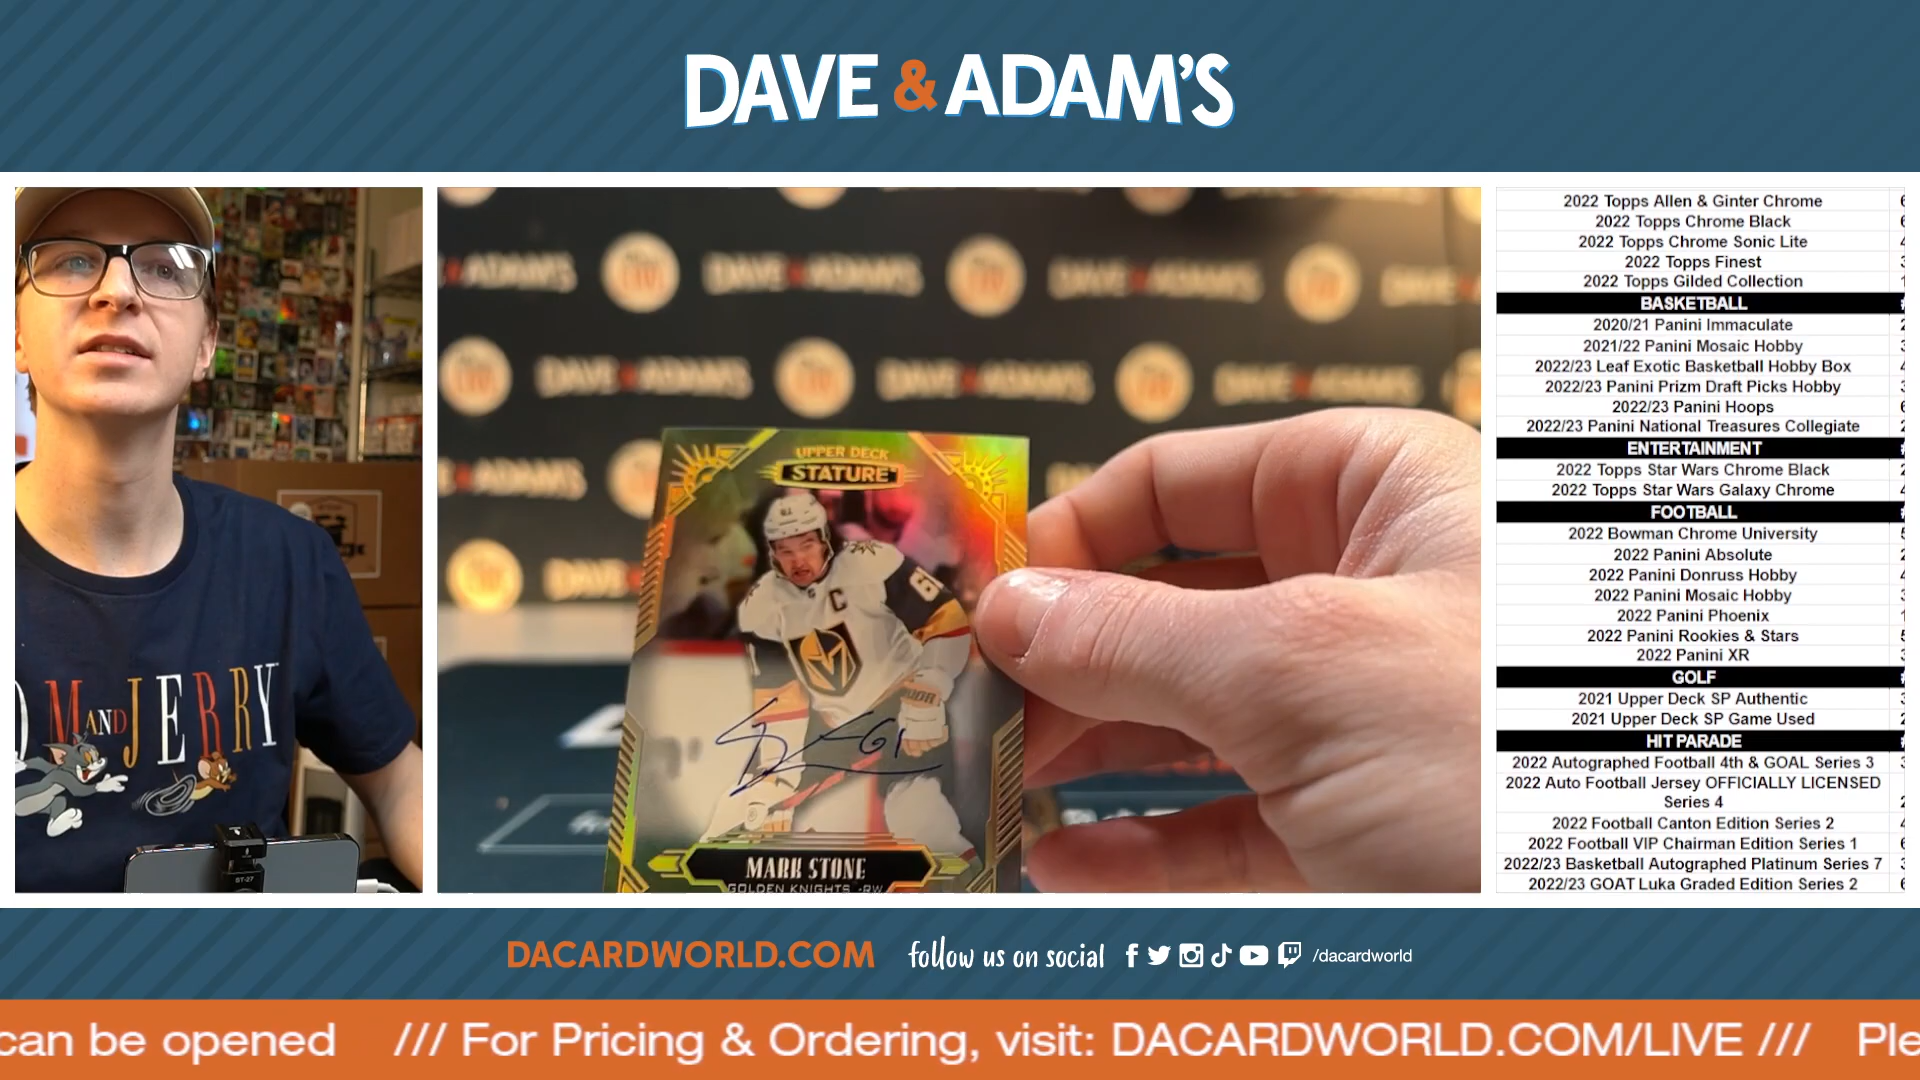 DAVE & ADAM'S
M AND JERRY
ST-27
DAVE & ADAM'S
UPPER DECK
STATURE
61
C
61
61
MARK STONE
GOLDEN KNIGHTS - RW
2022 Topps Allen & Ginter Chrome
2022 Topps Chrome Black
2022 Topps Chrome Sonic Lite
2022 Topps Finest
2022 Topps Gilded Collection
BASKETBALL
2020/21 Panini Immaculate
2021/22 Panini Mosaic Hobby
2022/23 Leaf Exotic Basketball Hobby Box
2022/23 Panini Prizm Draft Picks Hobby
2022/23 Panini Hoops
2022/23 Panini National Treasures Collegiate
ENTERTAINMENT
2022 Topps Star Wars Chrome Black
2022 Topps Star Wars Galaxy Chrome
FOOTBALL
2022 Bowman Chrome University
2022 Panini Absolute
2022 Panini Donruss Hobby
2022 Panini Mosaic Hobby
2022 Panini Phoenix
2022 Panini Rookies & Stars
2022 Panini XR
GOLF
2021 Upper Deck SP Authentic
2021 Upper Deck SP Game Used
HIT PARADE
2022 Autographed Football 4th & GOAL Series 3
2022 Auto Football Jersey OFFICIALLY LICENSED
Series 4
2022 Football Canton Edition Series 2
2022 Football VIP Chairman Edition Series 1
2022/23 Basketball Autographed Platinum Series 7
2022/23 GOAT Luka Graded Edition Series 2
DACARDWORLD.COM follow us on social /dacardworld
can be opened /// For Pricing & Ordering, visit: DACARDWORLD.COM/LIVE /// Ple